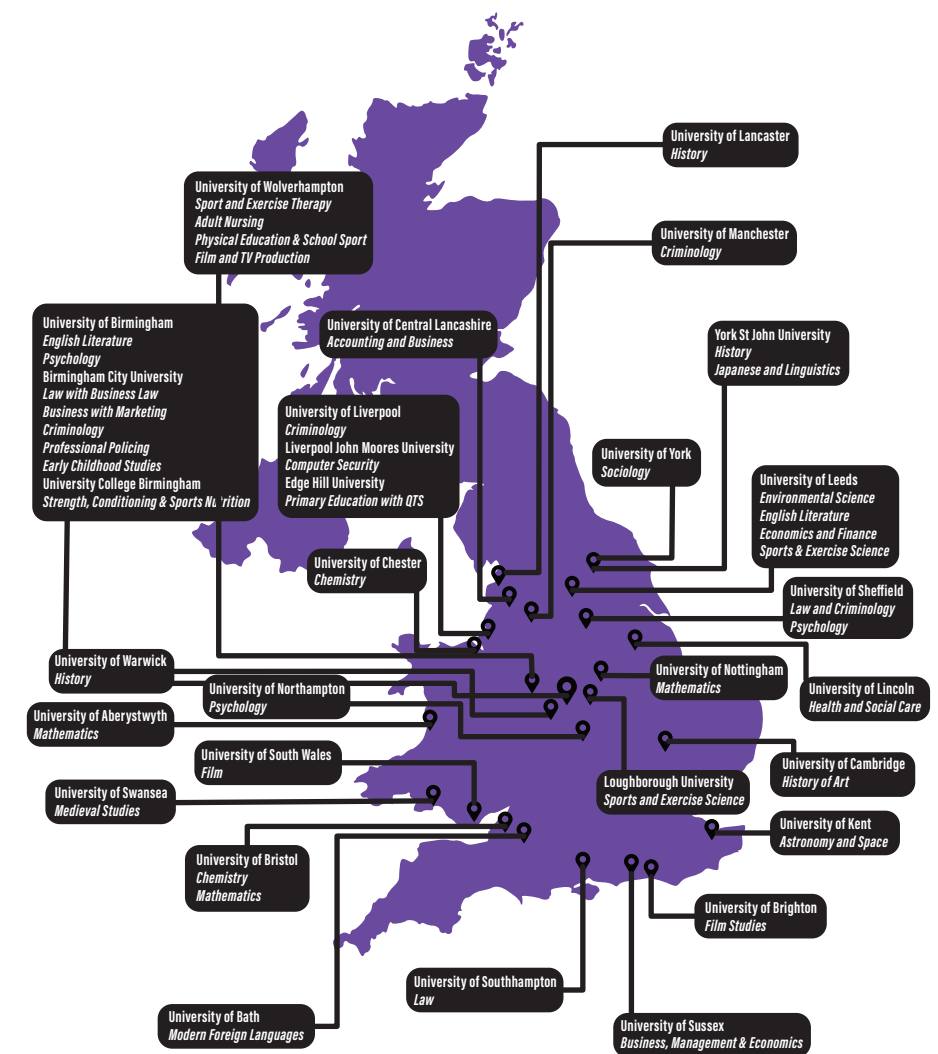 University of Lancaster
History
University of Wolverhampton
Sport and Exercise Therapy
Adult Nursing
Physical Education & School Sport
Film and TV Production
University of Manchester
Criminology
University of Birmingham
English Literature
Psychology
Birmingham City University
Law with Business Law
Business with Marketing
Criminology
Professional Policing
Early Childhood Studies
University College Birmingham
Strength, Conditioning & Sports Nutrition
University of Central Lancashire
Accounting and Business
York St John University
History
Japanese and Linguistics
University of Liverpool
Criminology
Liverpool John Moores University
Computer Security
Edge Hill University
Primary Education with QTS
University of York
Sociology
University of Leeds
Environmental Science
English Literature
Economics and Finance
Sports & Exercise Science
University of Chester
Chemistry
University of Sheffield
Law and Criminology
Psychology
University of Warwick
History
University of Nottingham
Mathematics
University of Northampton
Psychology
University of Lincoln
Health and Social Care
University of Aberystwyth
Mathematics
University of South Wales
Film
University of Cambridge
History of Art
Loughborough University
Sports and Exercise Science
University of Swansea
Medieval Studies
University of Kent
Astronomy and Space
University of Bristol
Chemistry
Mathematics
University of Brighton
Film Studies
University of Southhampton
Law
University of Bath
Modern Foreign Languages
University of Sussex
Business, Management & Economics